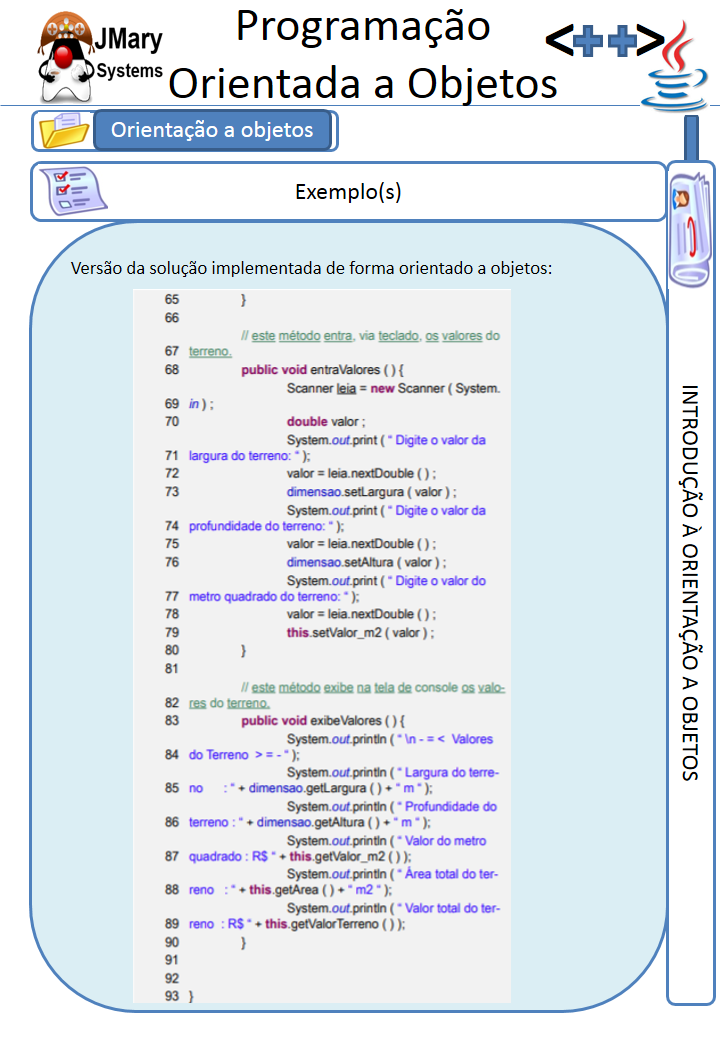 JMary
Systems
Programação
Orientada a Objetos
<++>
Orientação a objetos
Exemplo(s)
Versão da solução implementada de forma orientado a objetos:
65 }
66
// este método entra, via teclado, os valores do
67 terreno.
68 public void entraValores ( ) {
Scanner leia = new Scanner ( System.
69 in ) ;
70 double valor ;
System.out.print ( “ Digite o valor da
71 largura do terreno: “ );
72 valor = leia.nextDouble ( ) ;
73 dimensao.setLargura ( valor ) ;
System.out.print ( “ Digite o valor da
74 profundidade do terreno: “ );
75 valor = leia.nextDouble ( ) ;
76 dimensao.setAltura ( valor ) ;
System.out.print ( “ Digite o valor do
77 metro quadrado do terreno: “ );
78 valor = leia.nextDouble ( ) ;
79 this.setValor_m2 ( valor ) ;
80 }
81
// este método exibe na tela de console os valo-
82 res do terreno.
83 public void exibeValores ( ) {
System.out.println ( “ \n - = < Valores
84 do Terreno > = - “ );
System.out.println ( “ Largura do terre-
85 no : “ + dimensao.getLargura ( ) + “ m “ );
System.out.println ( “ Profundidade do
86 terreno : “ + dimensao.getAltura ( ) + “ m “ );
System.out.println ( “ Valor do metro
87 quadrado : R$ “ + this.getValor_m2 ( ) );
System.out.println ( “ Área total do ter-
88 reno : “ + this.getArea ( ) + “ m2 “ );
System.out.println ( “ Valor total do ter-
89 reno : R$ “ + this.getValorTerreno ( ) );
90 }
91
92
93 }
INTRODUÇÃO À ORIENTAÇÃO A OBJETOS